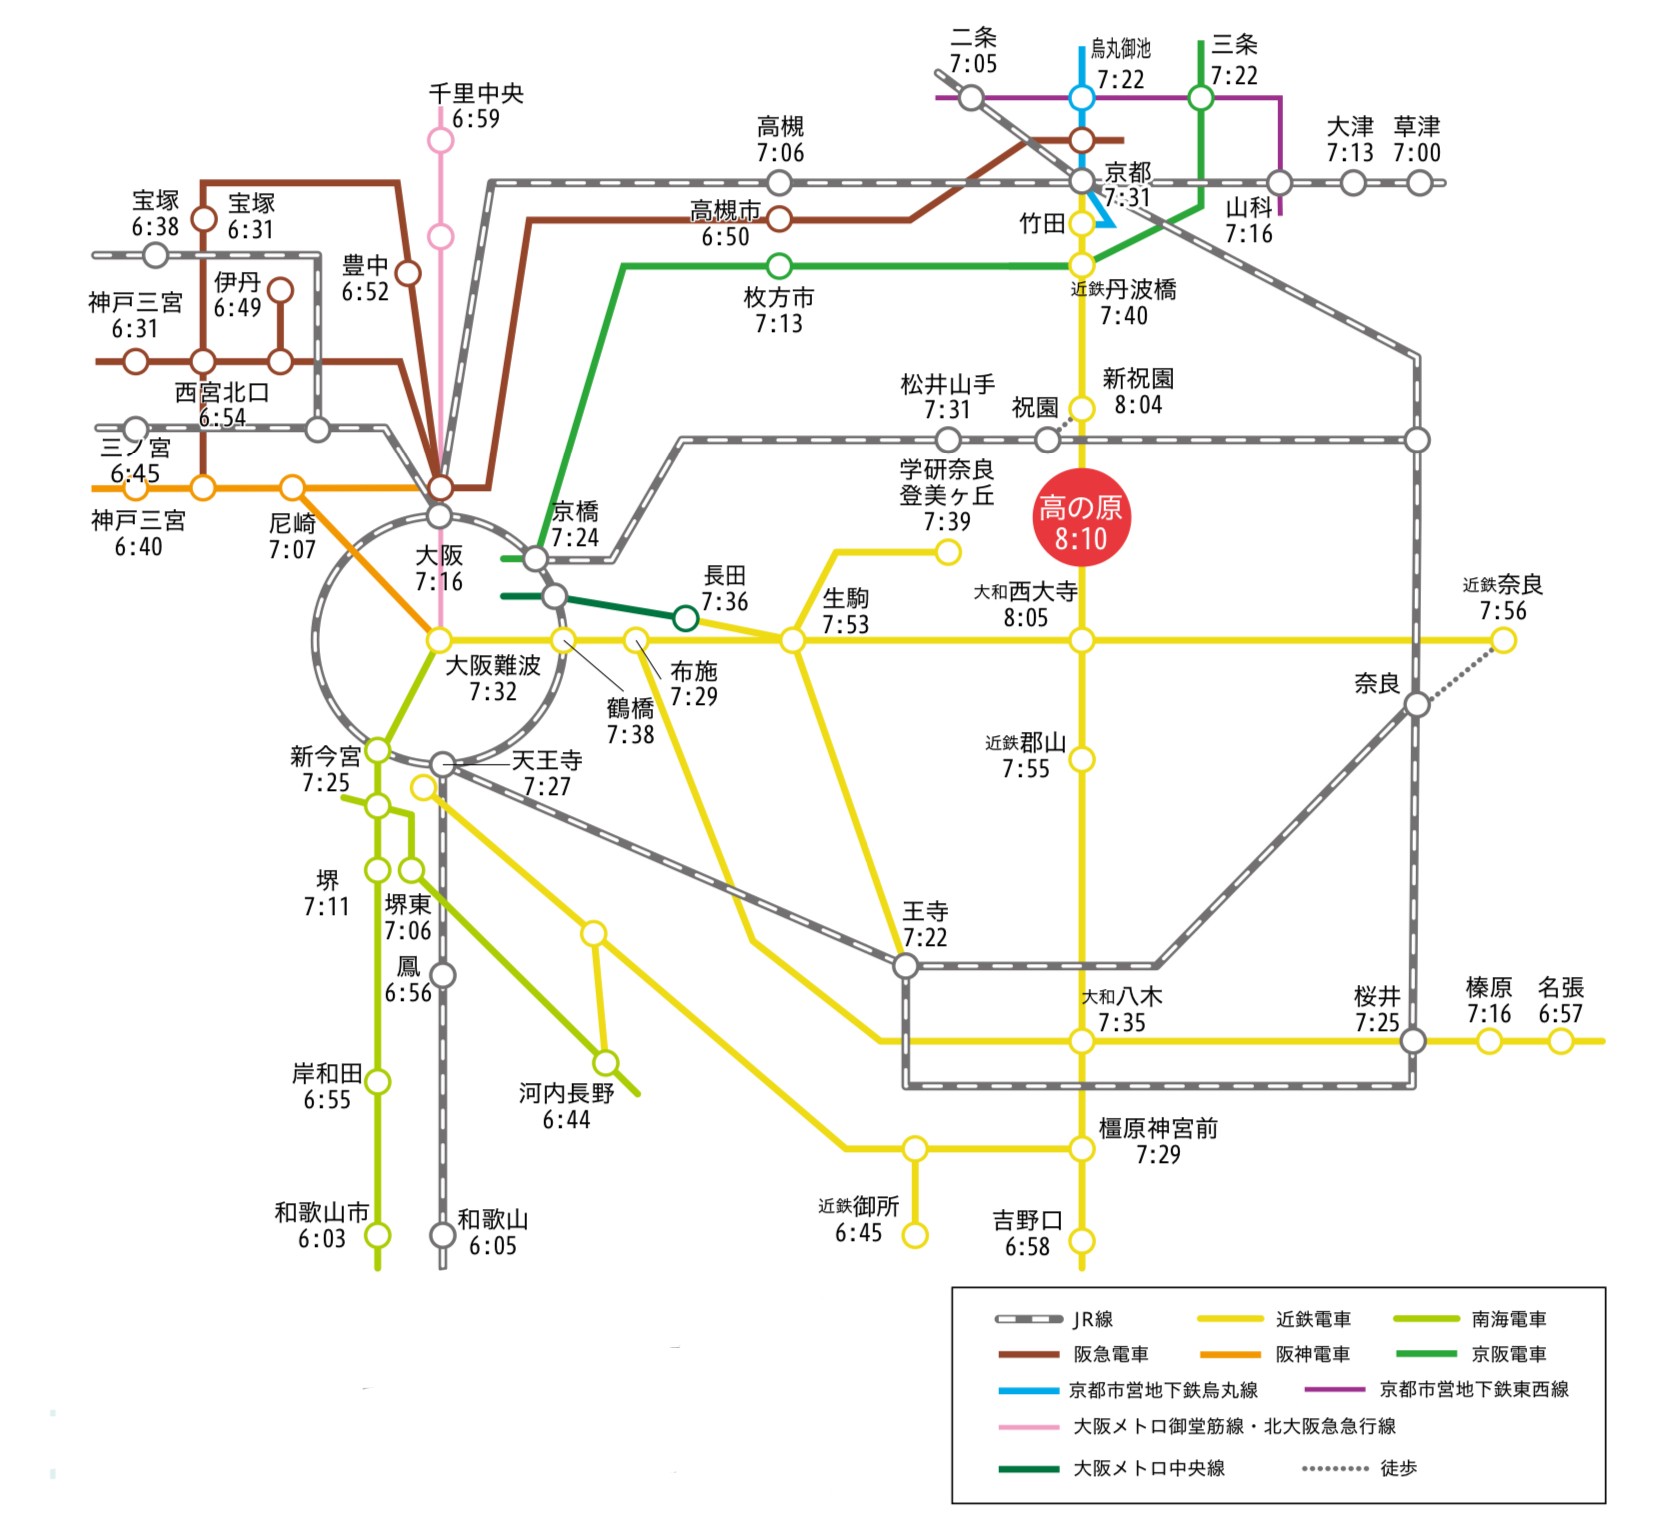 二条
7:05
烏丸御池
7:22
三条
7:22
千里中央
6:59
高槻
7:06
大津
7:13
草津
7:00
京都
7:31
宝塚
6:38
宝塚
6:31
高槻市
6:50
竹田
山科
7:16
豊中
6:52
伊丹
6:49
神戸三宮
6:31
枚方市
7:13
近鉄丹波橋
7:40
西宮北口
6:54
松井山手
7:31
祝園
新祝園
8:04
三ノ宮
6:45
学研奈良
登美ヶ丘
7:39
高の原
8:10
神戸三宮
6:40
尼崎
7:07
京橋
7:24
大阪
7:16
長田
7:36
生駒
7:53
大和西大寺
8:05
近鉄奈良
7:56
大阪難波
7:32
布施
7:29
鶴橋
7:38
奈良
新今宮
7:25
天王寺
7:27
近鉄郡山
7:55
堺
7:11
堺東
7:06
王寺
7:22
鳳
6:56
大和八木
7:35
桜井
7:25
榛原
7:16
名張
6:57
岸和田
6:55
河内長野
6:44
橿原神宮前
7:29
和歌山市
6:03
和歌山
6:05
近鉄御所
6:45
吉野口
6:58
JR線
近鉄電車
南海電車
阪急電車
阪神電車
京阪電車
京都市営地下鉄烏丸線
京都市営地下鉄東西線
大阪メトロ御堂筋線・北大阪急急行線
大阪メトロ中央線
徒歩